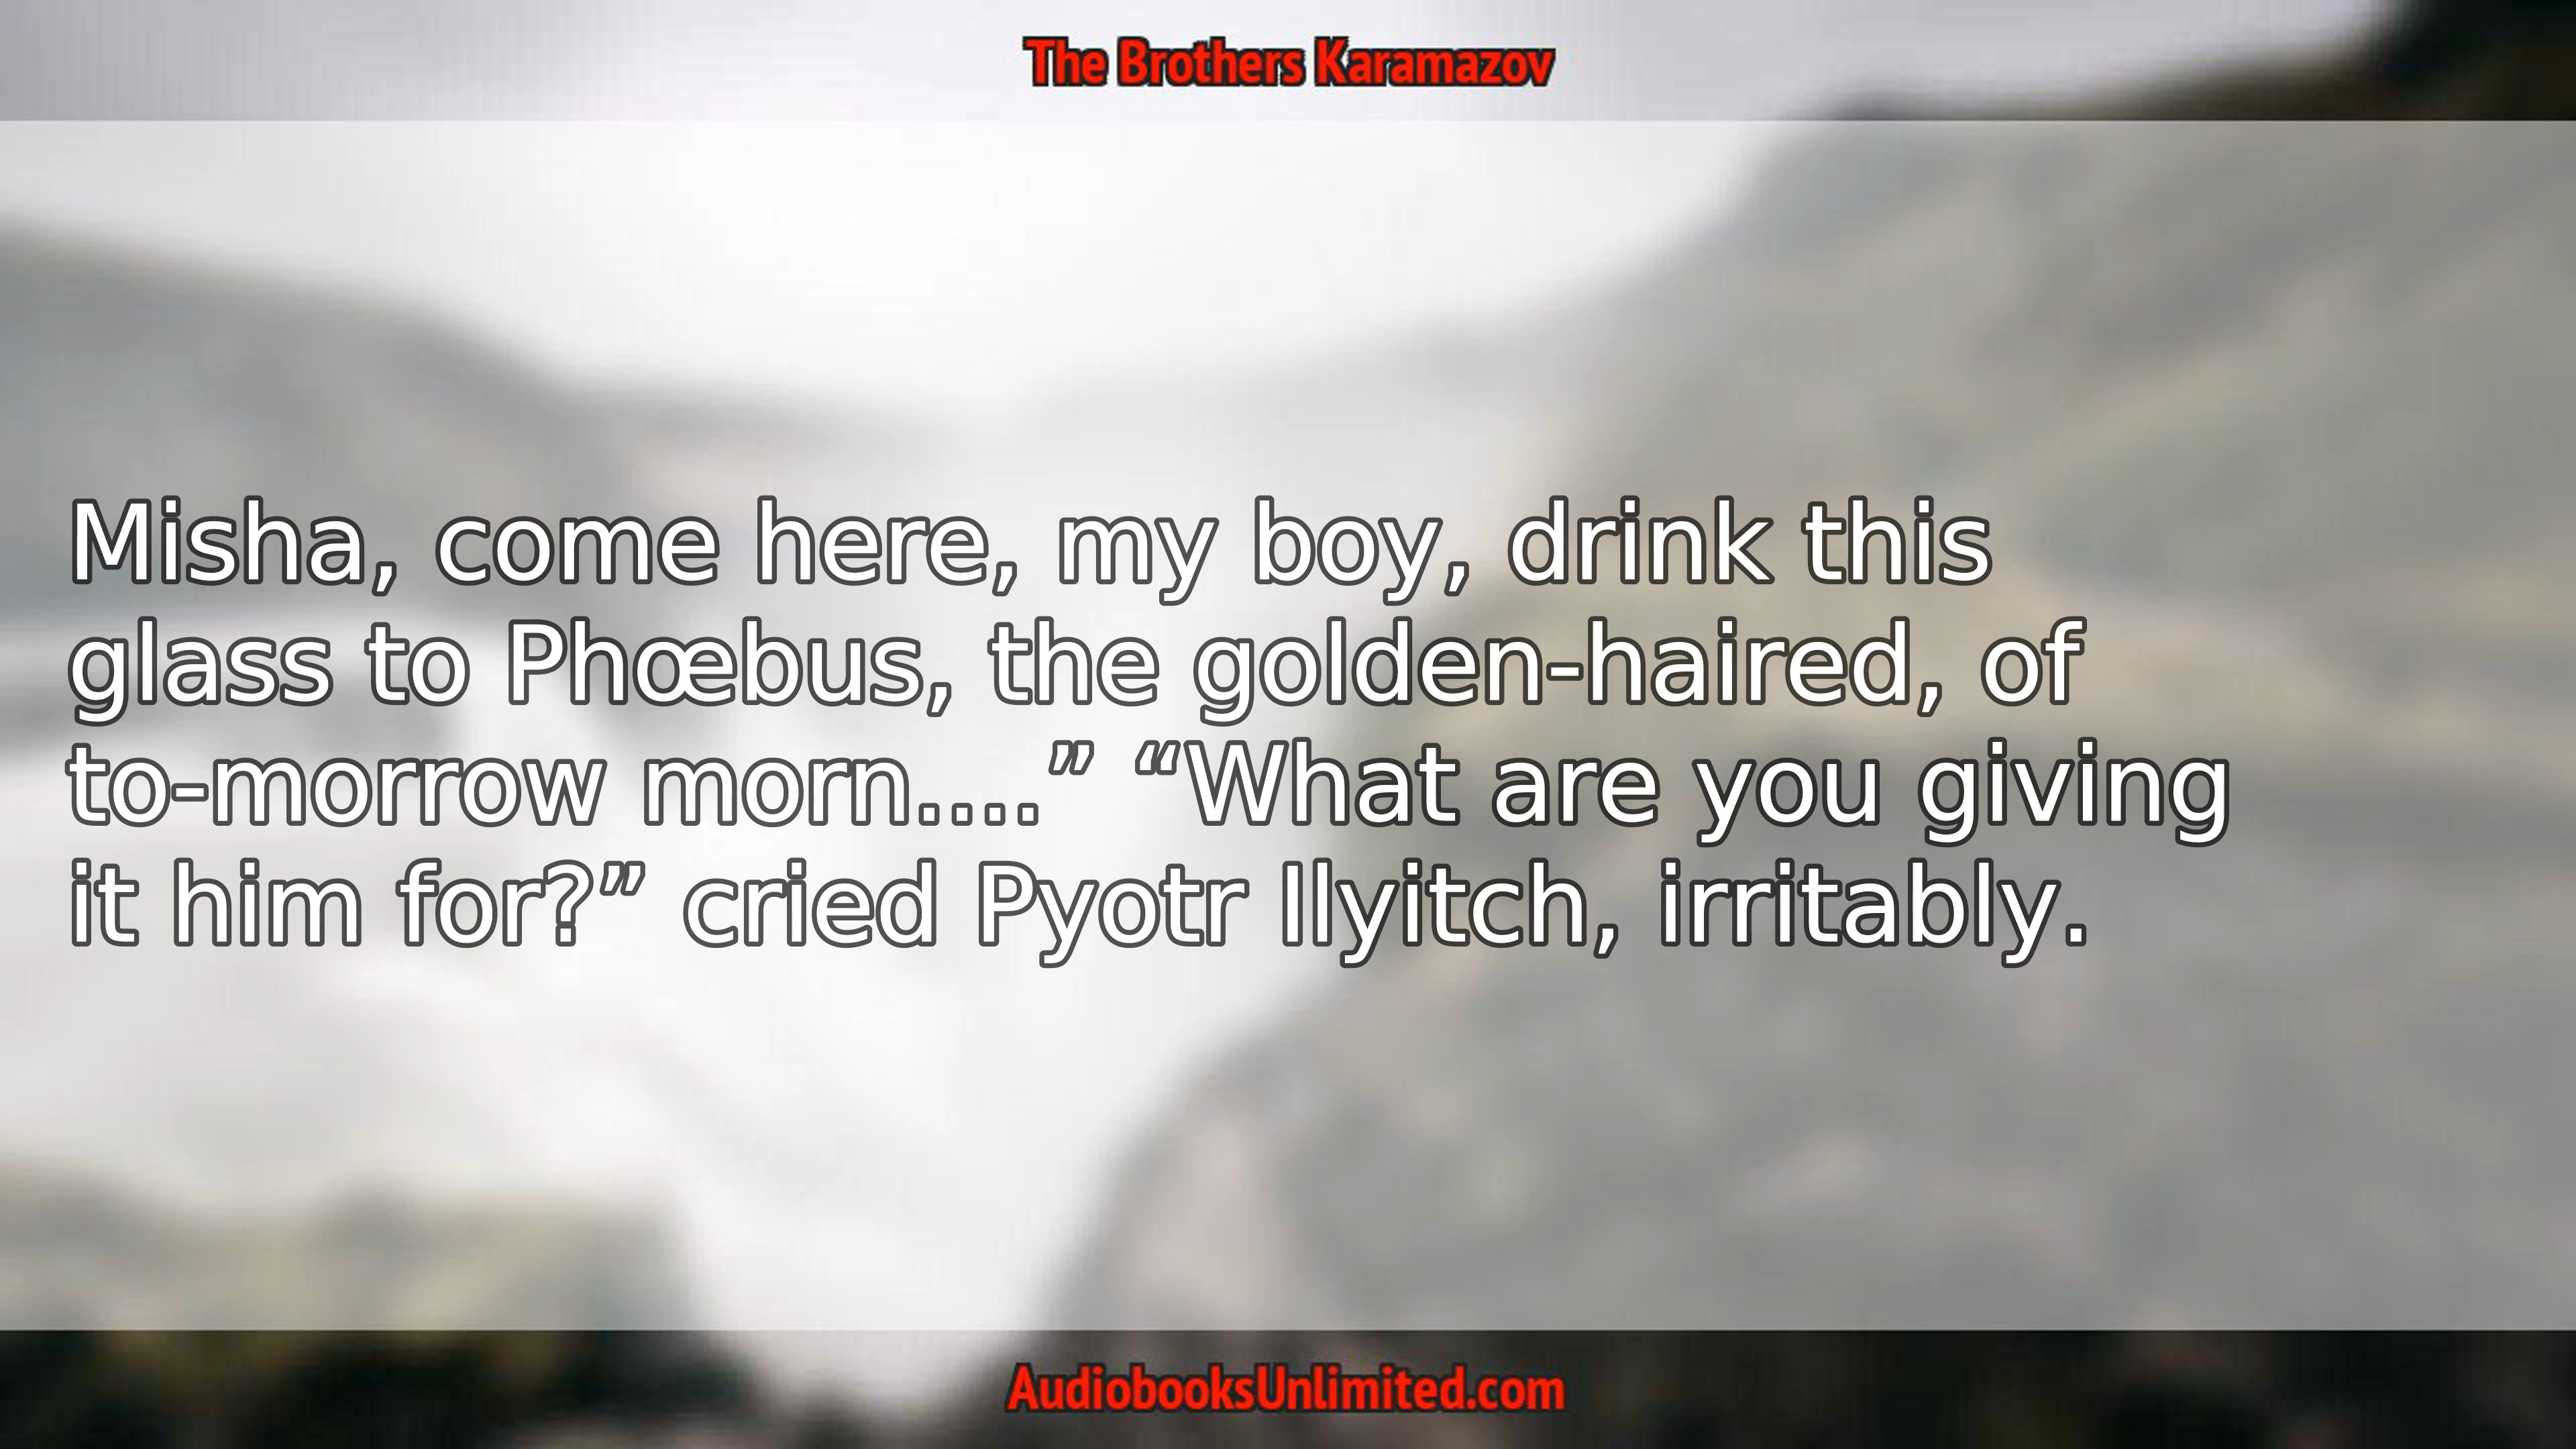 The Brothers Karamazov
Misha, come here, my boy, drink this
glass to Phœbus, the golden-haired, of
to-morrow morn....” “What are you giving
it him for?” cried Pyotr Ilyitch, irritably.
AudiobooksUnlimited.com